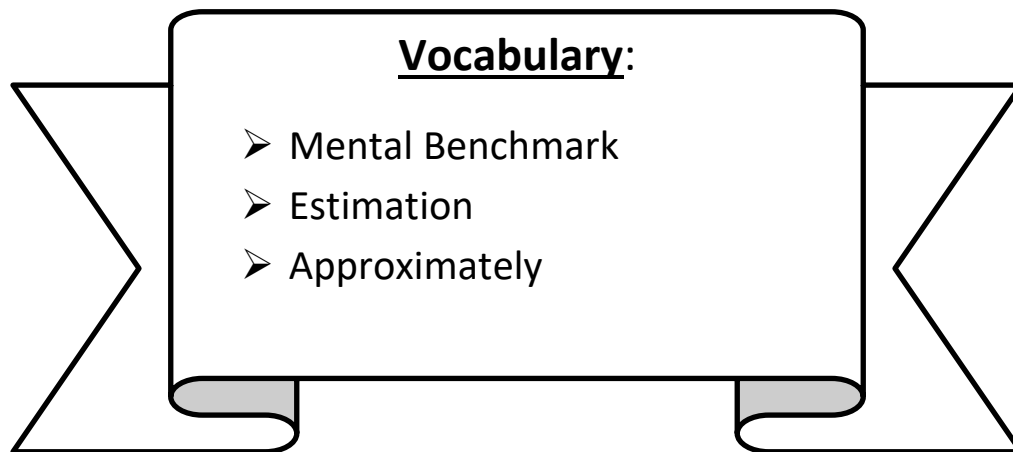 Vocabulary:
➢ Mental Benchmark
➢ Estimation
➢ Approximately